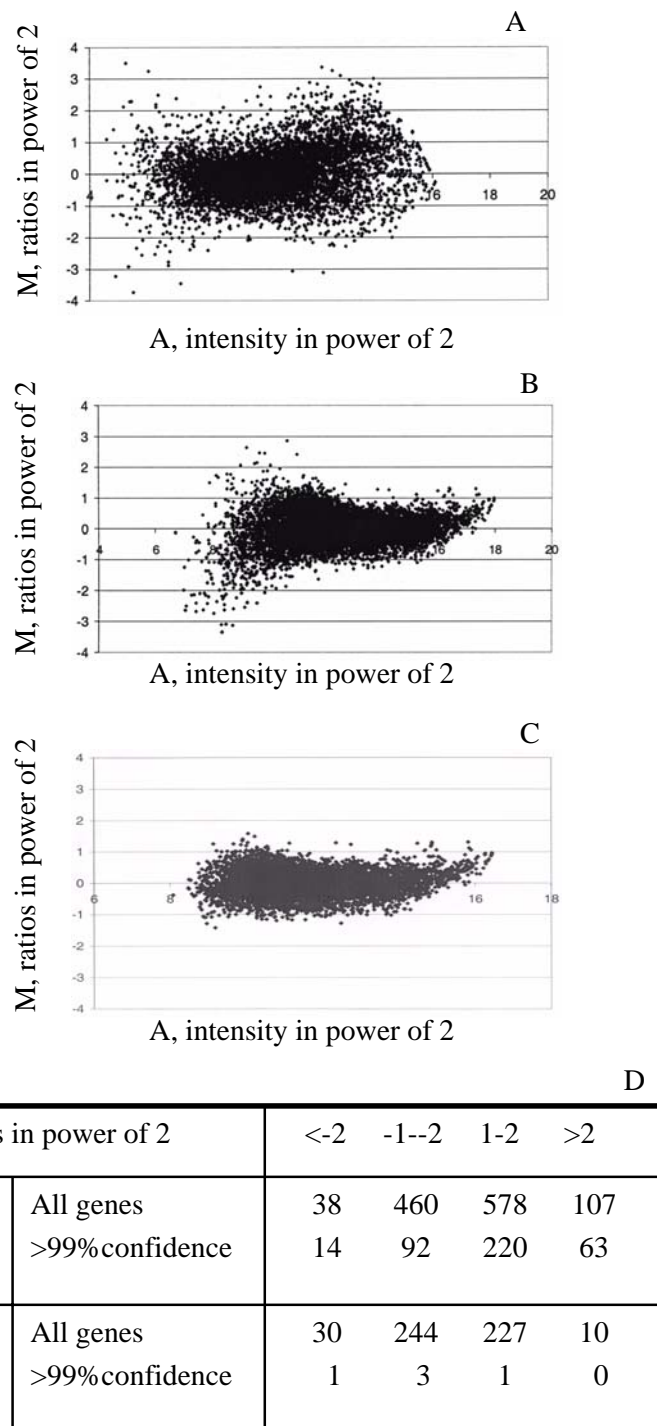 A
M, ratios in power of 2
4
3
2
1
0
-1
-2
-3
-4
4 6 16 18 20
A, intensity in power of 2
B
M, ratios in power of 2
4
3
2
1
0
-1
-2
-3
-4
4 6 8 16 18 20
A, intensity in power of 2
C
M, ratios in power of 2
4
3
2
1
0
-1
-2
-3
-4
6 8 16 18
A, intensity in power of 2
D
s in power of 2 <-2 -1--2 1-2 >2
All genes 38 460 578 107
>99%confidence 14 92 220 63
All genes 30 244 227 10
>99%confidence 1 3 1 0